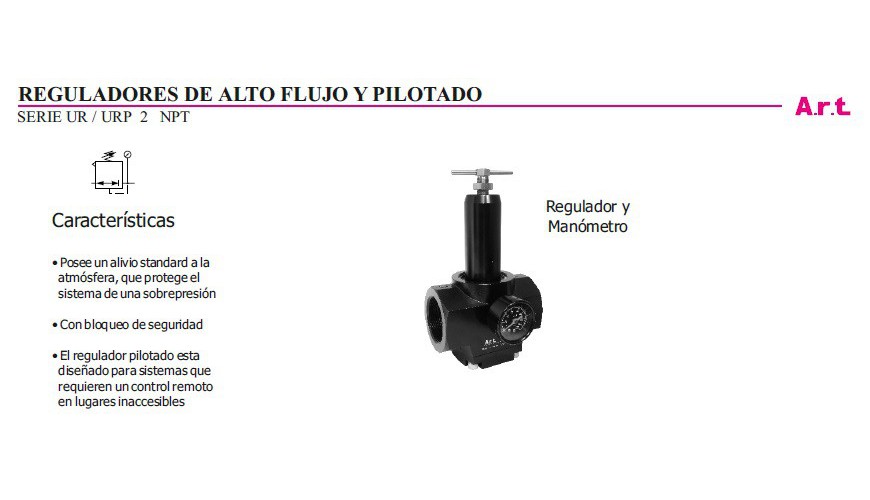 REGULADORES DE ALTO FLUJO Y PILOTADO
A.r.t.
SERIE UR / URP 2 NPT
Características
• Posee un alivio standard a la
atmósfera, que protege el
sistema de una sobrepresión
• Con bloqueo de seguridad
• El regulador pilotado esta
diseñado para sistemas que
requieren un control remoto
en lugares inaccesibles
Regulador y
Manómetro
A.r.t.